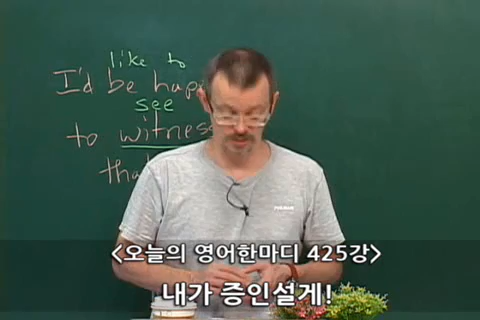 like to
I'd be hap
see
to witness
tha
<오늘의 영어한마디 425강>
내가 증인설게!